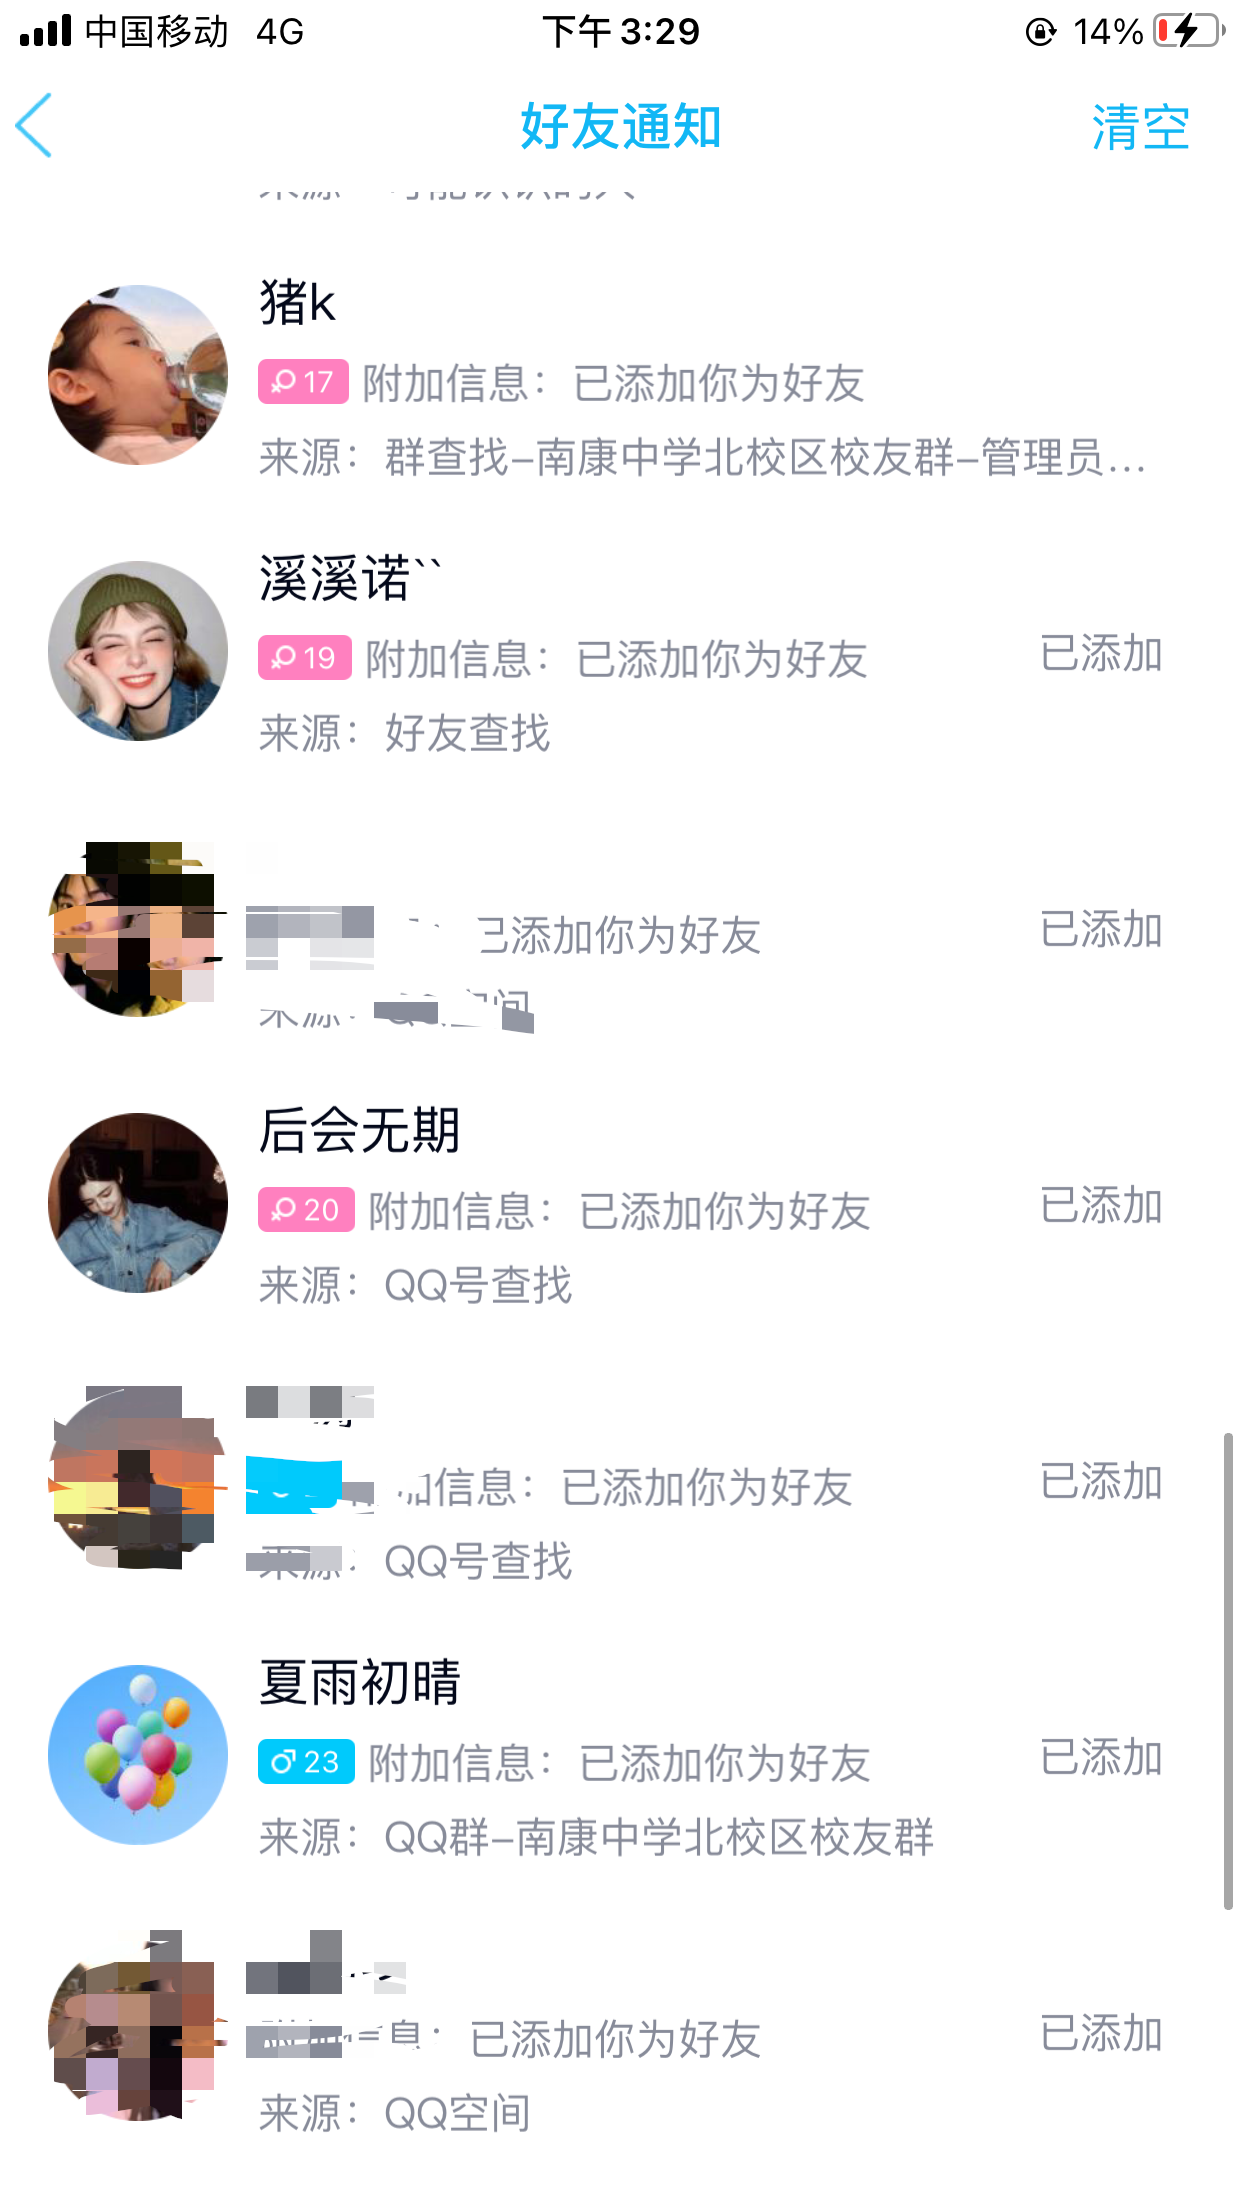 中国移动 4G 下午3:29 14%
好友通知 清空
猪k
17 附加信息：已添加你为好友
来源：群查找-南康中学北校区校友群-管理员...
溪溪诺``
19 附加信息：已添加你为好友 已添加
来源：好友查找
已添加你为好友 已添加
后会无期
20 附加信息：已添加你为好友 已添加
来源：QQ号查找
信息：已添加你为好友 已添加
QQ号查找
夏雨初晴
23 附加信息：已添加你为好友 已添加
来源：QQ群-南康中学北校区校友群
已添加你为好友 已添加
来源：QQ空间